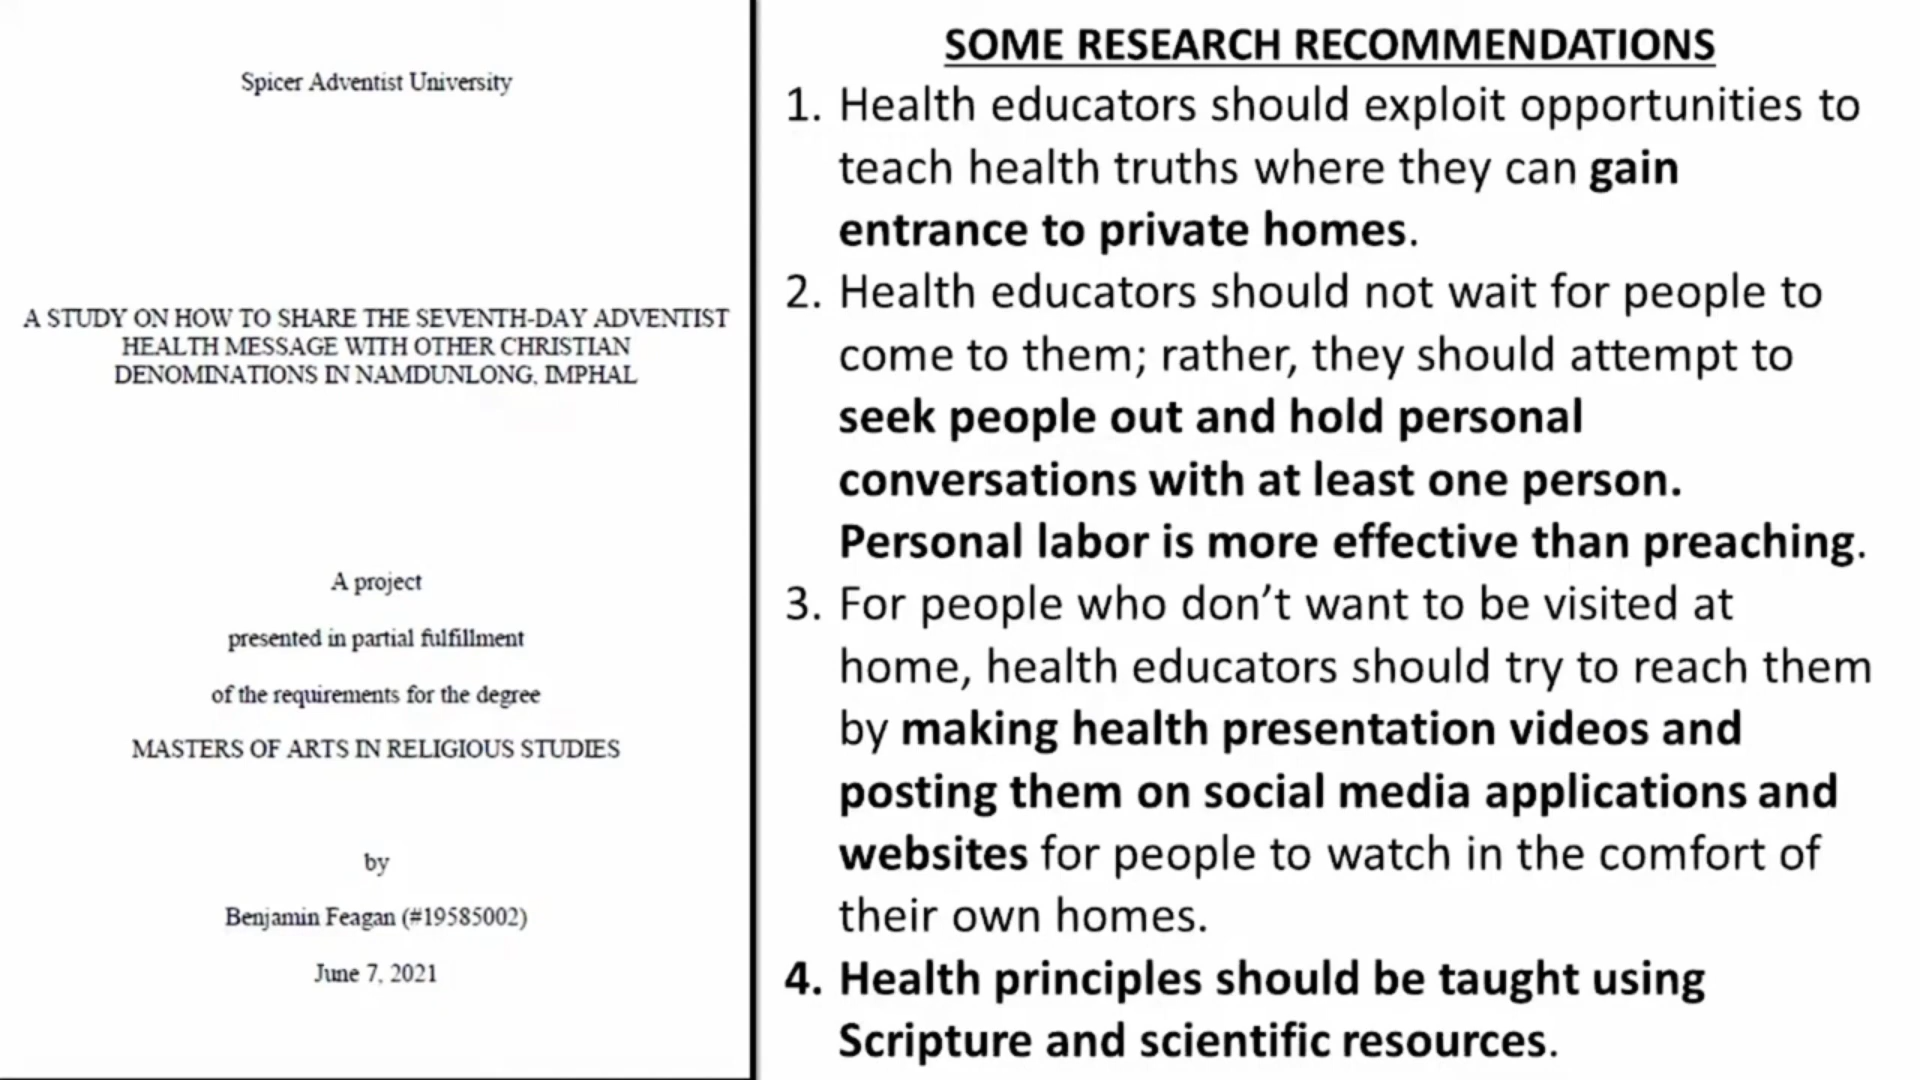 Spicer Adventist University
A STUDY ON HOW TO SHARE THE SEVENTH-DAY ADVENTIST
HEALTH MESSAGE WITH OTHER CHRISTIAN
DENOMINATIONS IN NAMDUNLONG, IMPHAL
A project
presented in partial fulfillment
of the requirements for the degree
MASTERS OF ARTS IN RELIGIOUS STUDIES
by
Benjamin Feagan (#19585002)
June 7, 2021
SOME RESEARCH RECOMMENDATIONS
1. Health educators should exploit opportunities to
teach health truths where they can gain
entrance to private homes.
2. Health educators should not wait for people to
come to them; rather, they should attempt to
seek people out and hold personal
conversations with at least one person.
Personal labor is more effective than preaching.
3. For people who don’t want to be visited at
home, health educators should try to reach them
by making health presentation videos and
posting them on social media applications and
websites for people to watch in the comfort of
their own homes.
4. Health principles should be taught using
Scripture and scientific resources.